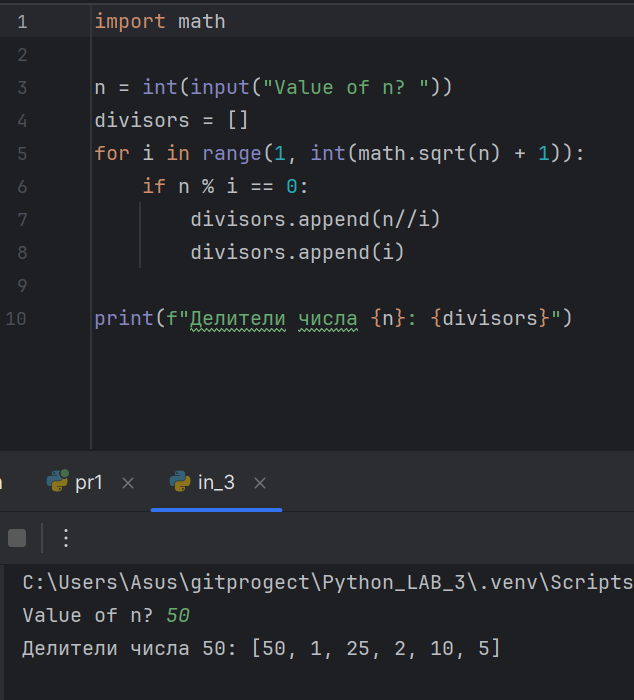 1 import math
2
3 n = int(input("Value of n? "))
4 divisors = []
5 for i in range(1, int(math.sqrt(n) + 1)):
6 if n % i == 0:
7 divisors.append(n//i)
8 divisors.append(i)
9
10 print(f"Делители числа {n}: {divisors}")
pr1 × in_3 ×
C:\Users\Asus\gitprogect\Python_LAB_3\.venv\Scripts
Value of n? 50
Делители числа 50: [50, 1, 25, 2, 10, 5]